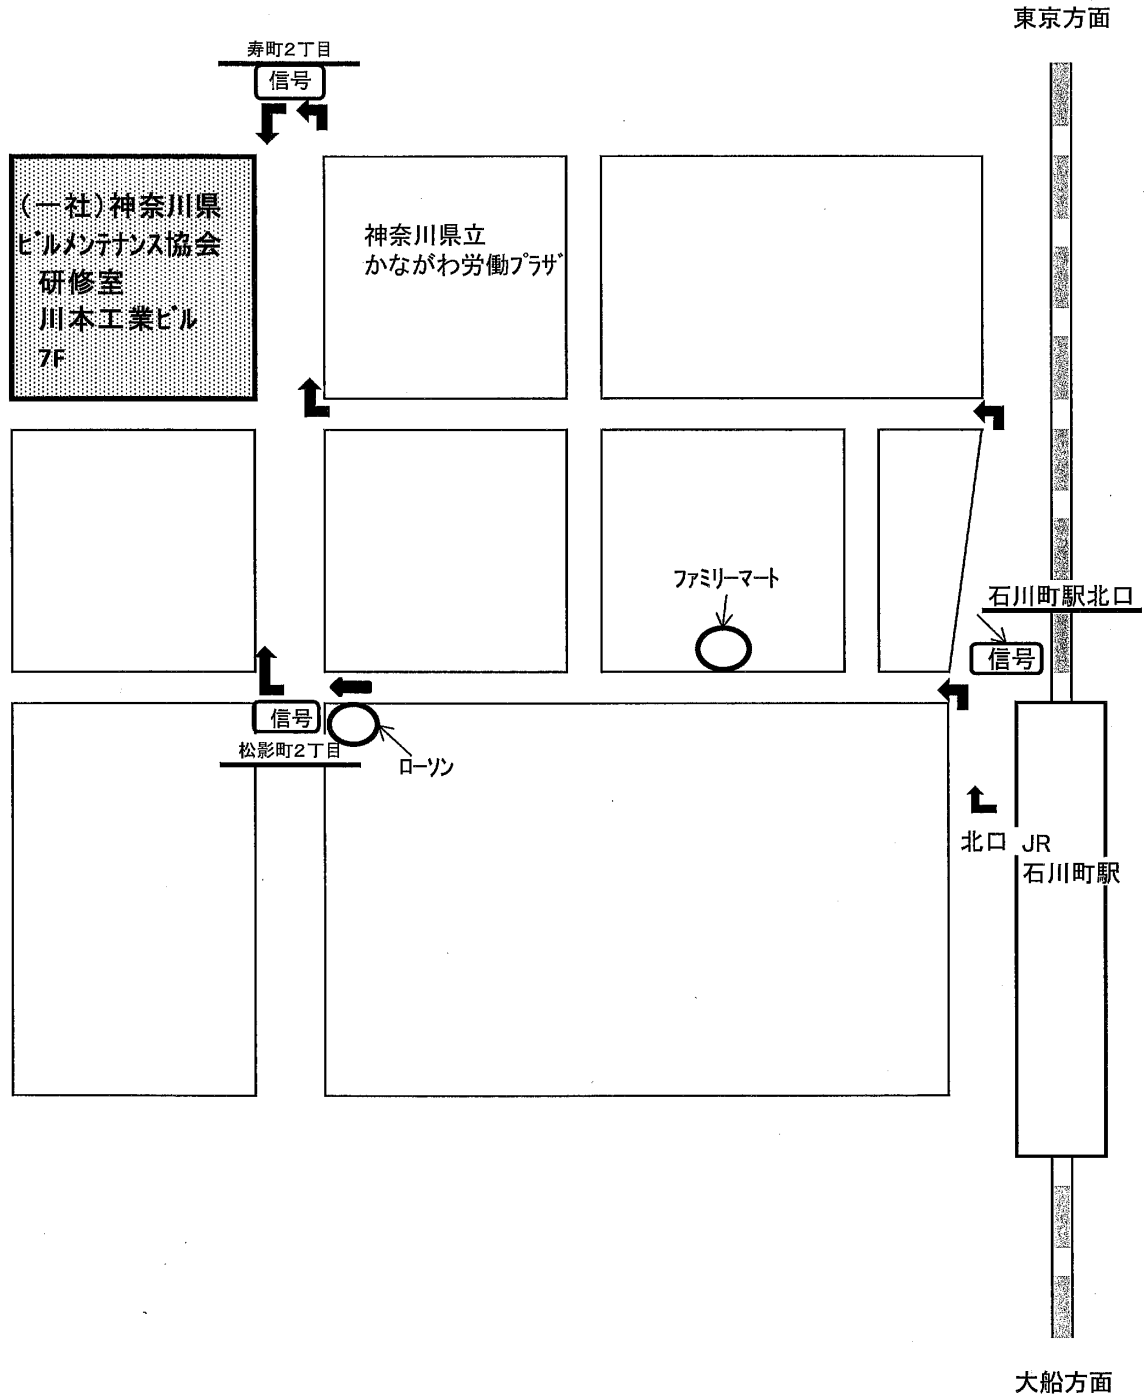 東京方面
寿町2丁目
信号
(一社)神奈川県
ﾋﾞﾙﾒﾝﾃﾅﾝｽ協会
研修室
川本工業ﾋﾞﾙ
7F
神奈川県立
かながわ労働ﾌﾟﾗｻﾞ
ﾌｧﾐﾘｰﾏｰﾄ
石川町駅北口
信号
信号
松影町2丁目
ﾛｰｿﾝ
北口
JR
石川町駅
大船方面